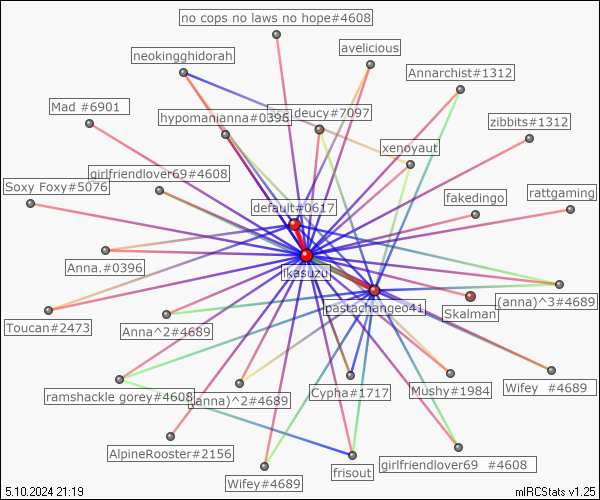 no cops no laws no hope#4608
avelicious
neokingghidorah
Annarchist#1312
Mad #6901
hypomanianna#0396
deucy#7097
zibbits#1312
xenoyaut
girlfriendlover69#4608
Soxy Foxy#5076
fakedingo
rattgaming
default#0617
Anna.#0396
Ikasuzu
(anna)^3#4689
pastachangeo41
Skalman
Toucan#2473
Anna^2#4689
ramshackle gorey#4608
(anna)^2#4689
Cypha#1717
Mushy#1984
Wifey #4689
AlpineRooster#2156
Wifey#4689
frisout
girlfriendlover69 #4608
5.10.2024 21:19
mIRCStats v1.25